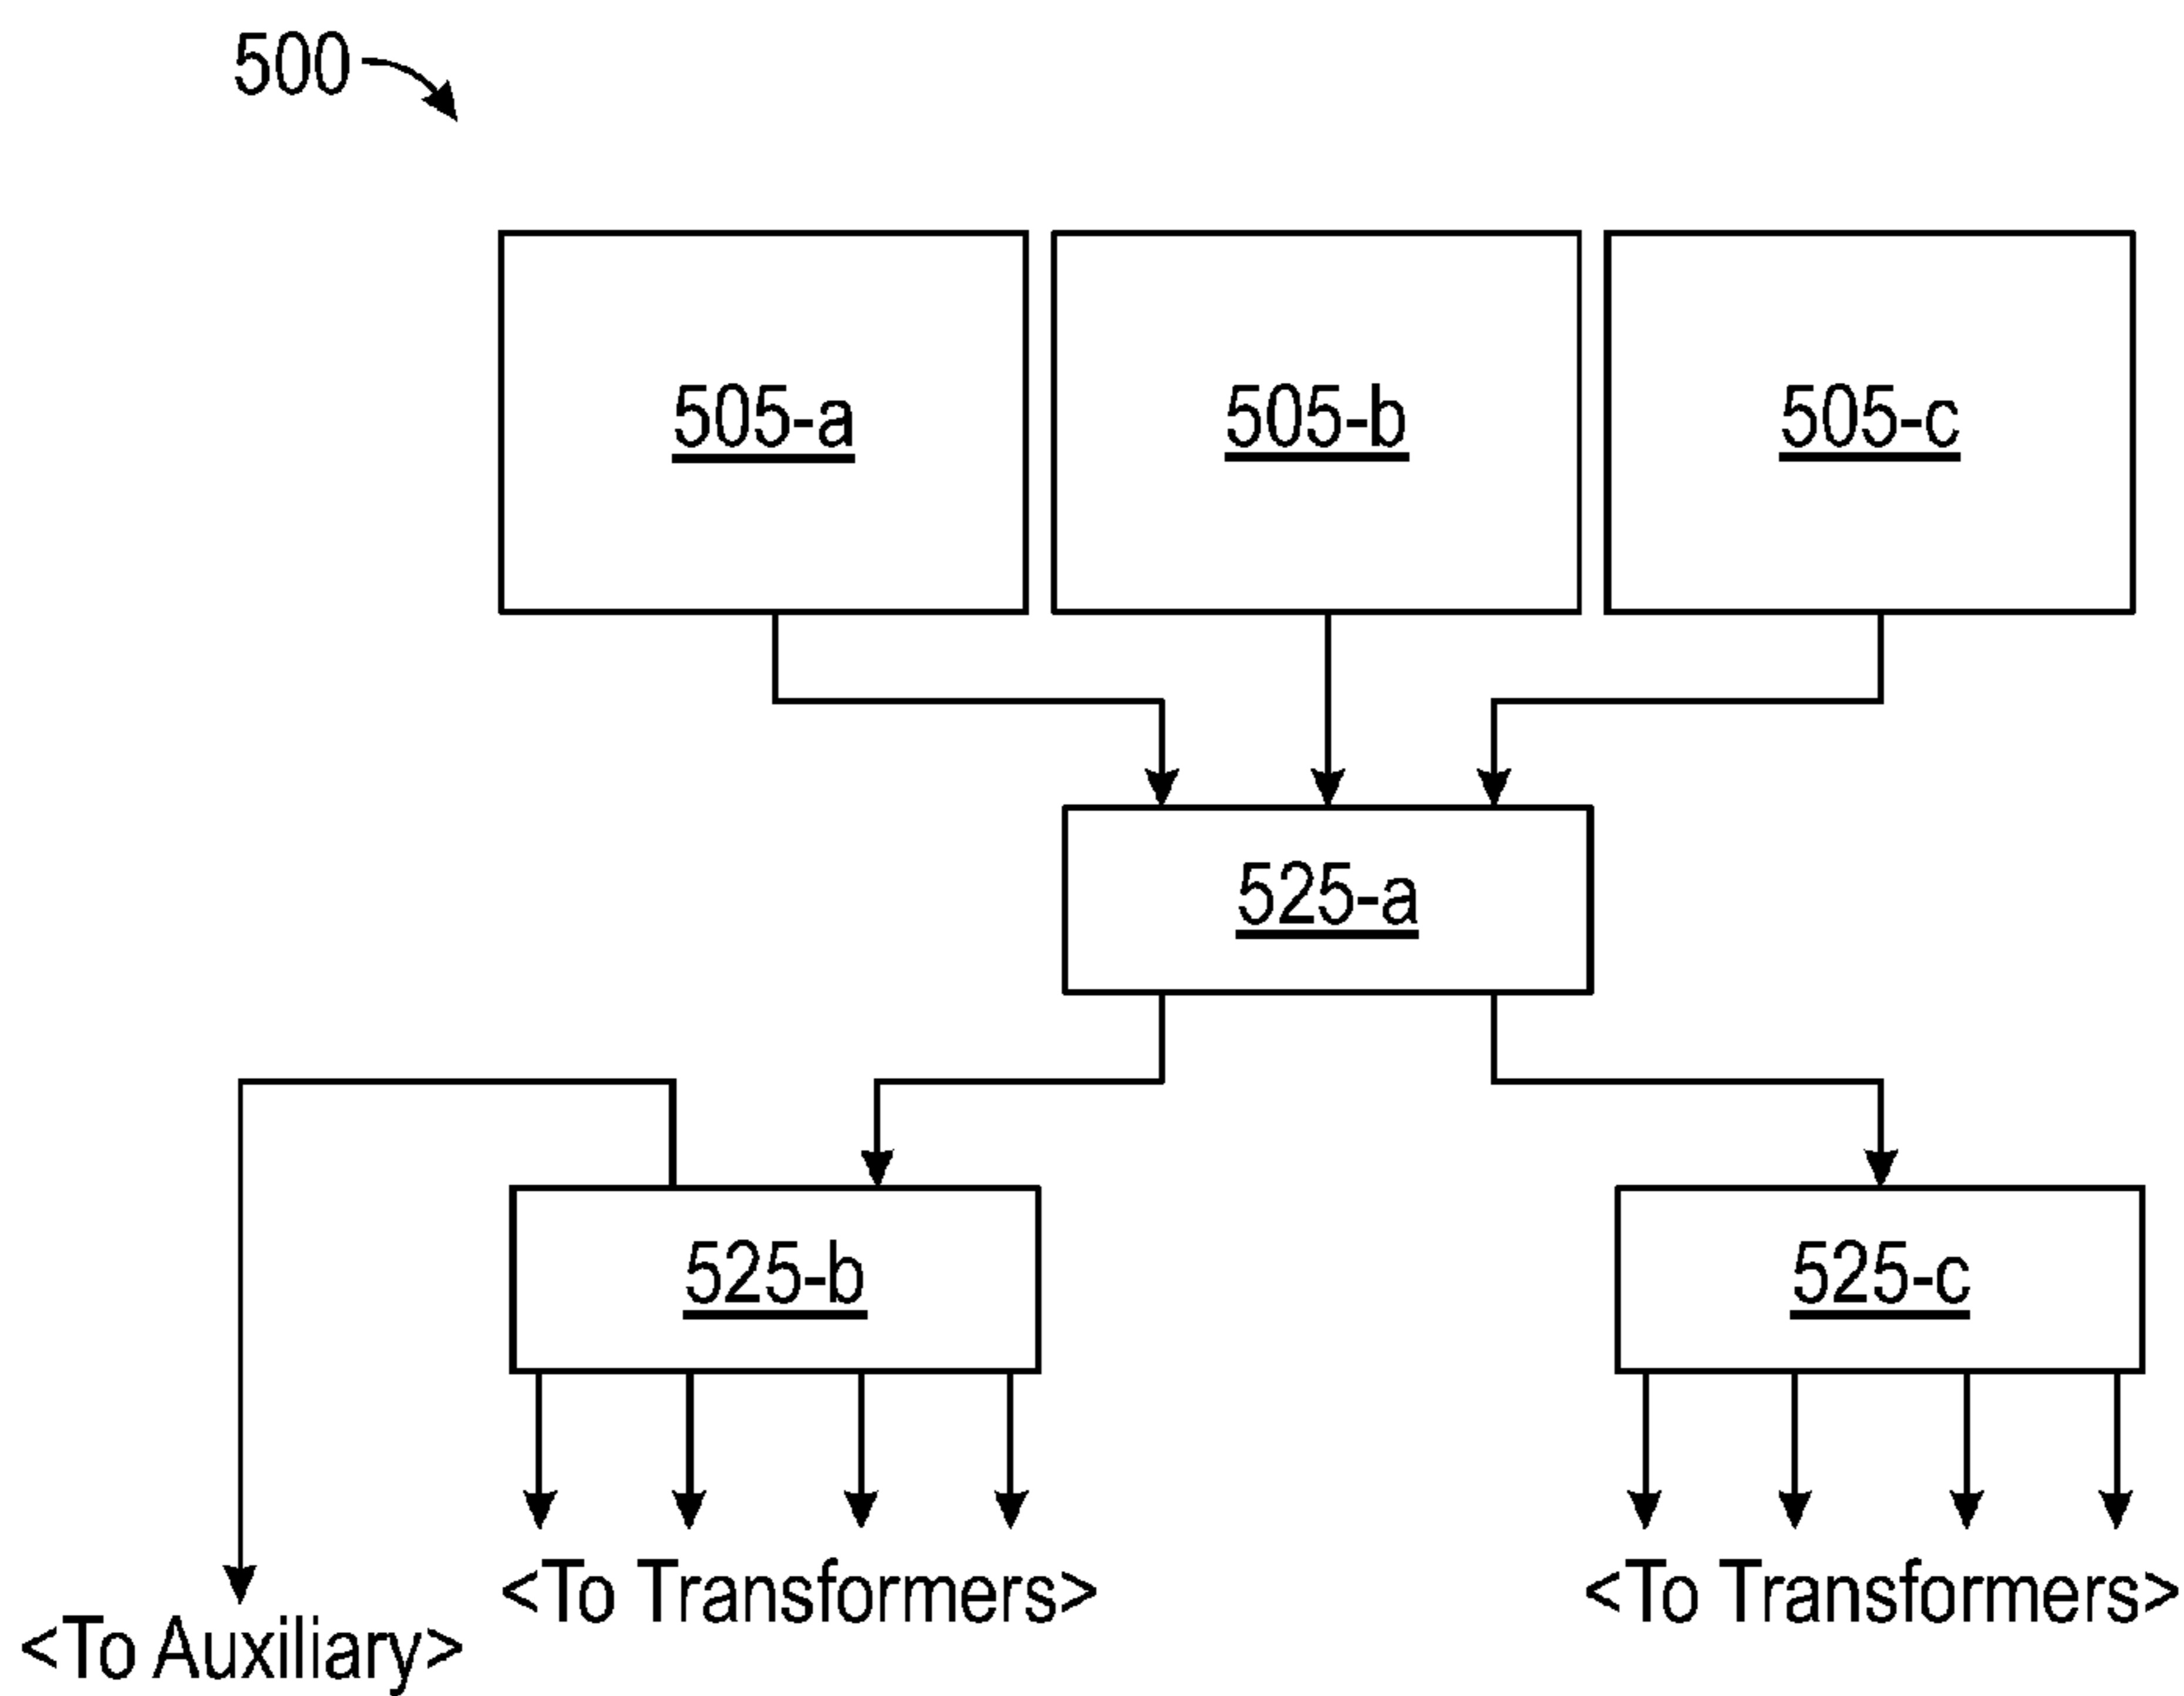 500
505-a
505-b
505-c
525-a
525-b
525-c
<To Transformers>
<To Transformers>
<To Auxiliary>